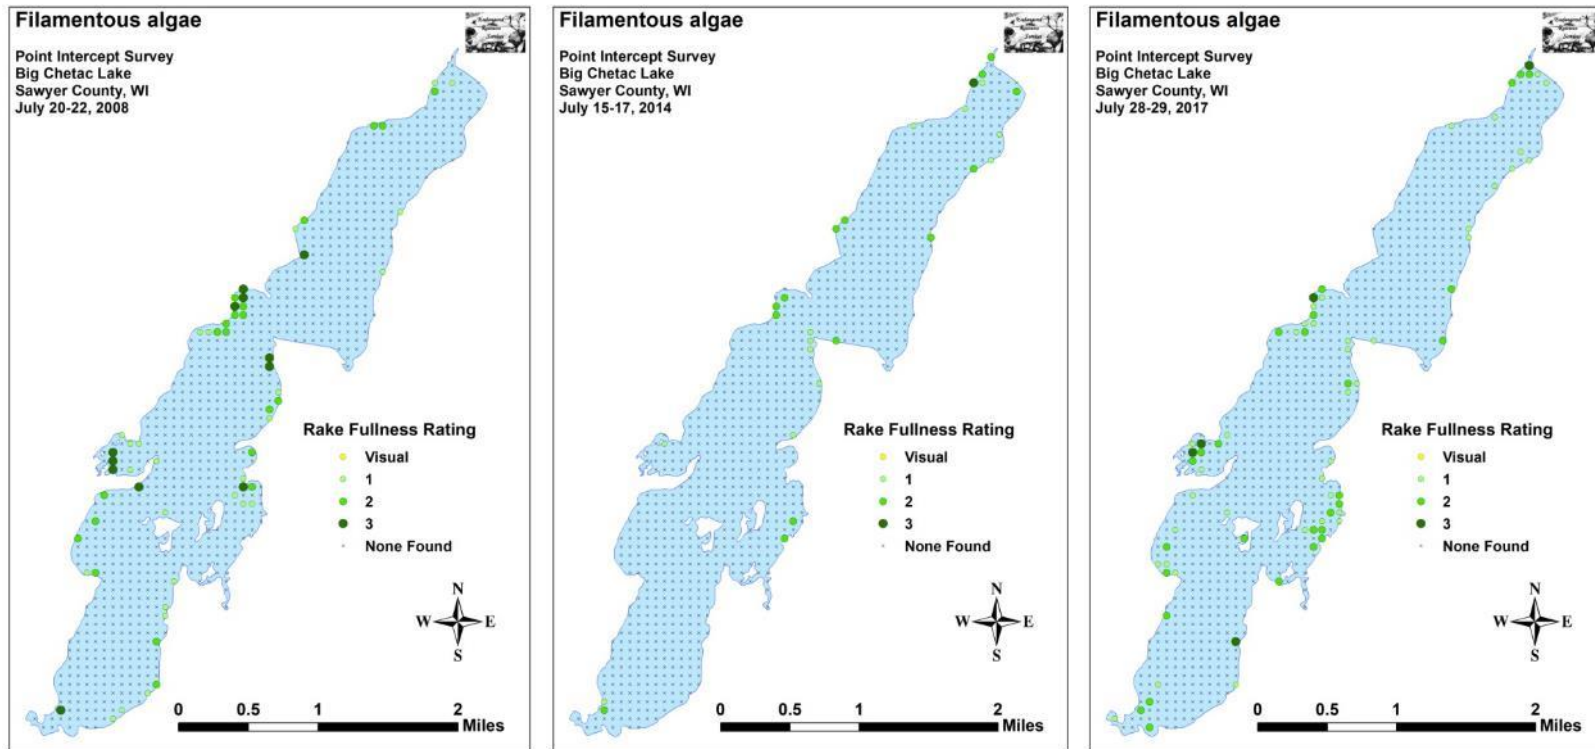 Filamentous algae
Point Intercept Survey
Big Chetac Lake
Sawyer County, WI
July 20-22, 2008
Rake Fullness Rating
Visual
1
2
3
None Found
N
W E
S
0 0.5 1 2
Miles
Filamentous algae
Point Intercept Survey
Big Chetac Lake
Sawyer County, WI
July 15-17, 2014
Rake Fullness Rating
Visual
1
2
3
None Found
N
W E
S
0 0.5 1 2
Miles
Filamentous algae
Point Intercept Survey
Big Chetac Lake
Sawyer County, WI
July 28-29, 2017
Rake Fullness Rating
Visual
1
2
3
None Found
N
W E
S
0 0.5 1 2
Miles